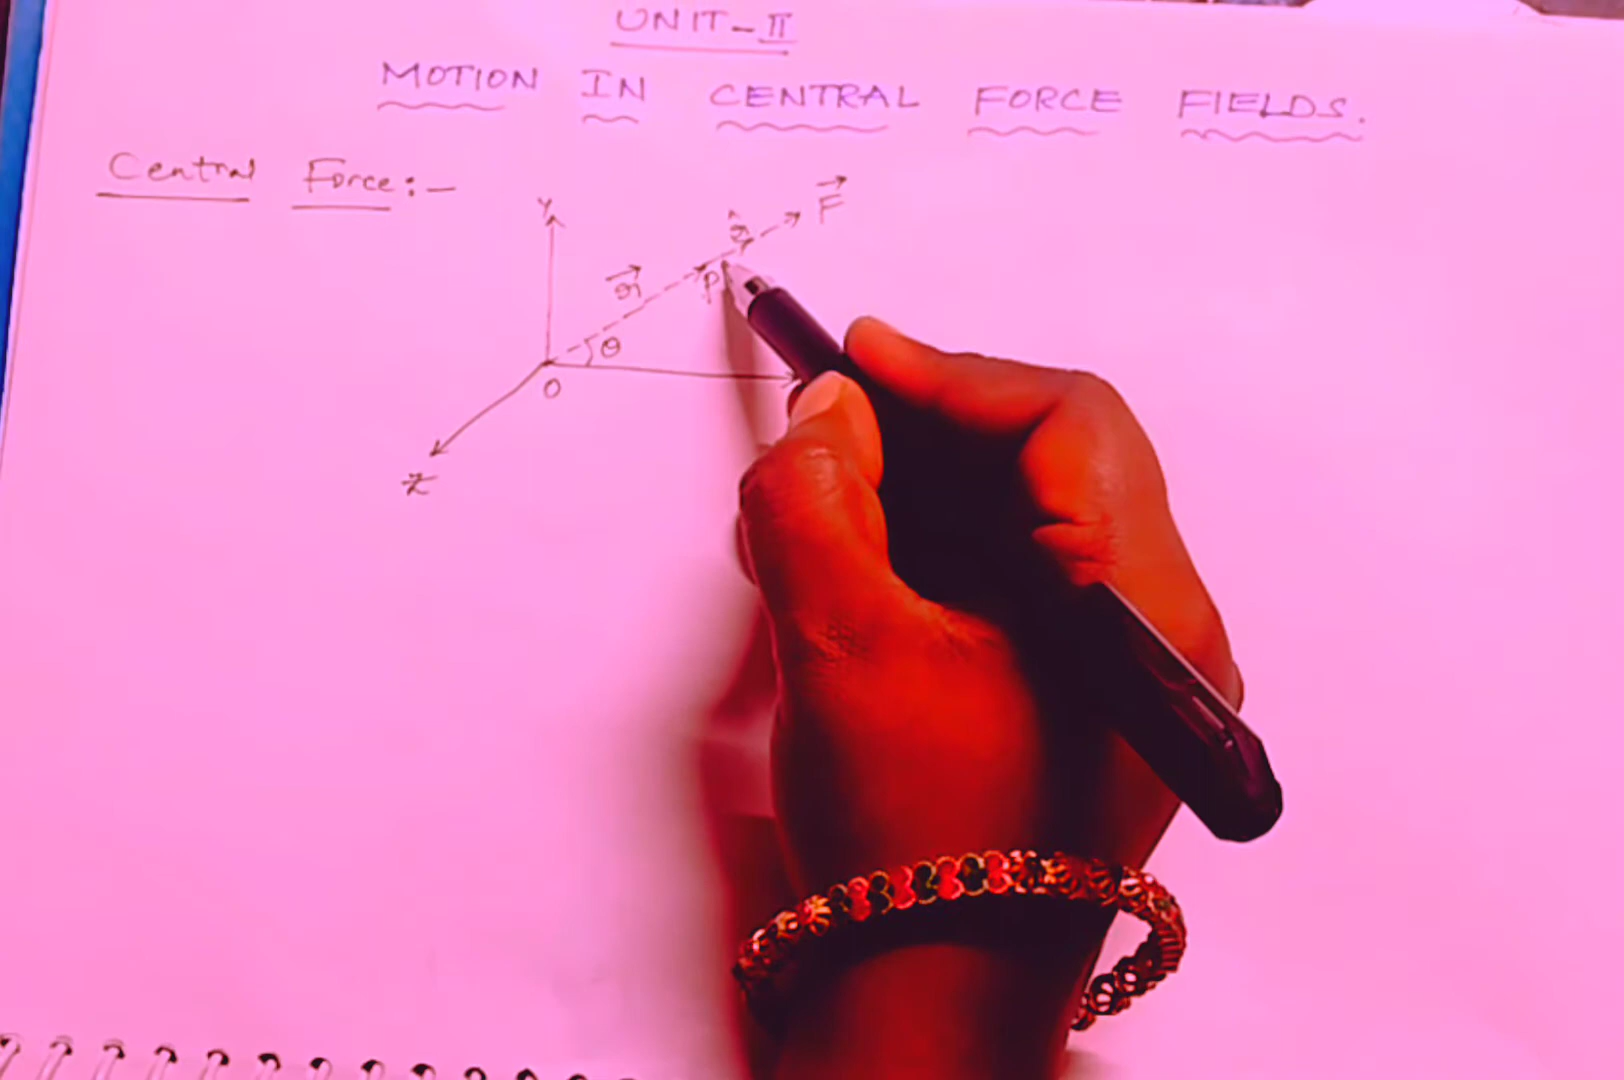 UNIT-II
MOTION IN CENTRAL FORCE FIELDS.
Central Force:-
Y
F⃗
r̂
r⃗
P
θ
O
Z